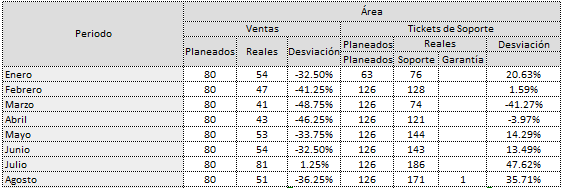 Área
Periodo Ventas Tickets de Soporte
Planeados Reales Desviación Planeados Reales Desviación
Planeados Soporte Garantía
Enero 80 54 -32.50% 63 76 20.63%
Febrero 80 47 -41.25% 126 128 1.59%
Marzo 80 41 -48.75% 126 74 -41.27%
Abril 80 43 -46.25% 126 121 -3.97%
Mayo 80 53 -33.75% 126 144 14.29%
Junio 80 54 -32.50% 126 143 13.49%
Julio 80 81 1.25% 126 186 47.62%
Agosto 80 51 -36.25% 126 171 1 35.71%